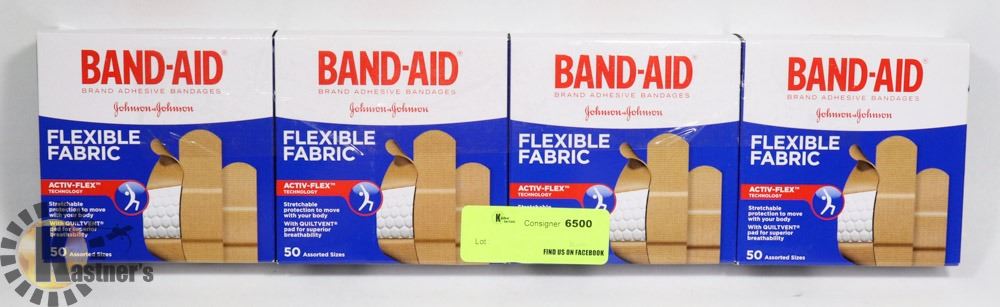 BAND-AID®
BRAND ADHESIVE BANDAGES
Johnson & Johnson
FLEXIBLE
FABRIC
ACTIV-FLEX™
TECHNOLOGY
Stretchable
protection to move
with your body
With QUILTVENT®
pad for superior
breathability
50 Assorted Sizes
BAND-AID®
BRAND ADHESIVE BANDAGES
Johnson & Johnson
FLEXIBLE
FABRIC
ACTIV-FLEX™
TECHNOLOGY
Stretchable
protection to move
with your body
With QUILTVENT®
pad for superior
breathability
50 Assorted Sizes
BAND-AID®
BRAND ADHESIVE BANDAGES
Johnson & Johnson
FLEXIBLE
FABRIC
ACTIV-FLEX™
TECHNOLOGY
Stretchable
BAND-AID®
BRAND ADHESIVE BANDAGES
Johnson & Johnson
FLEXIBLE
FABRIC
ACTIV-FLEX™
TECHNOLOGY
Stretchable
protection to move
with your body
With QUILTVENT®
pad for superior
breathability
50 Assorted Sizes
Consigner 6500
Lot
FIND US ON FACEBOOK
Kastner's